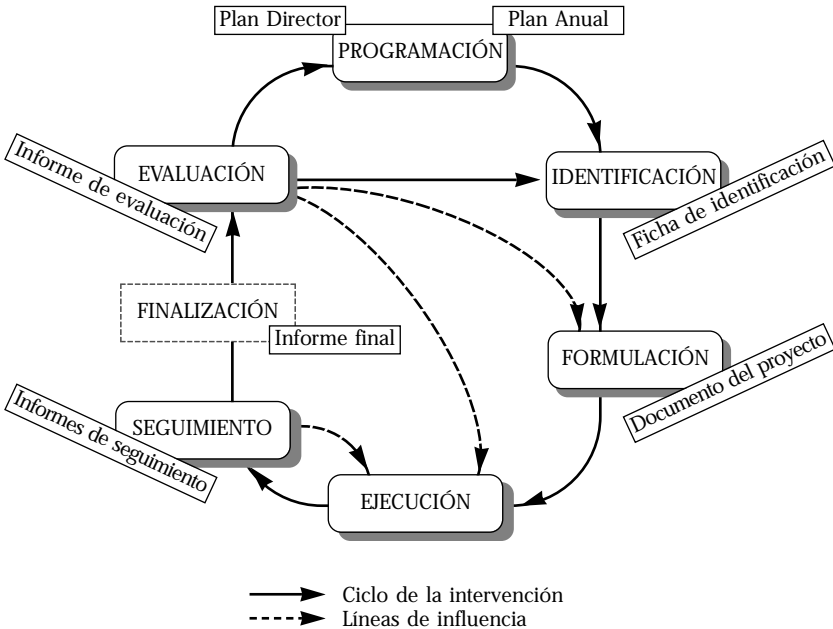 Plan Director
Plan Anual
PROGRAMACIÓN
EVALUACIÓN
Informe de evaluación
IDENTIFICACIÓN
Ficha de identificación
FINALIZACIÓN
Informe final
FORMULACIÓN
Documento del proyecto
SEGUIMIENTO
Informes de seguimiento
EJECUCIÓN
Ciclo de la intervención
Líneas de influencia